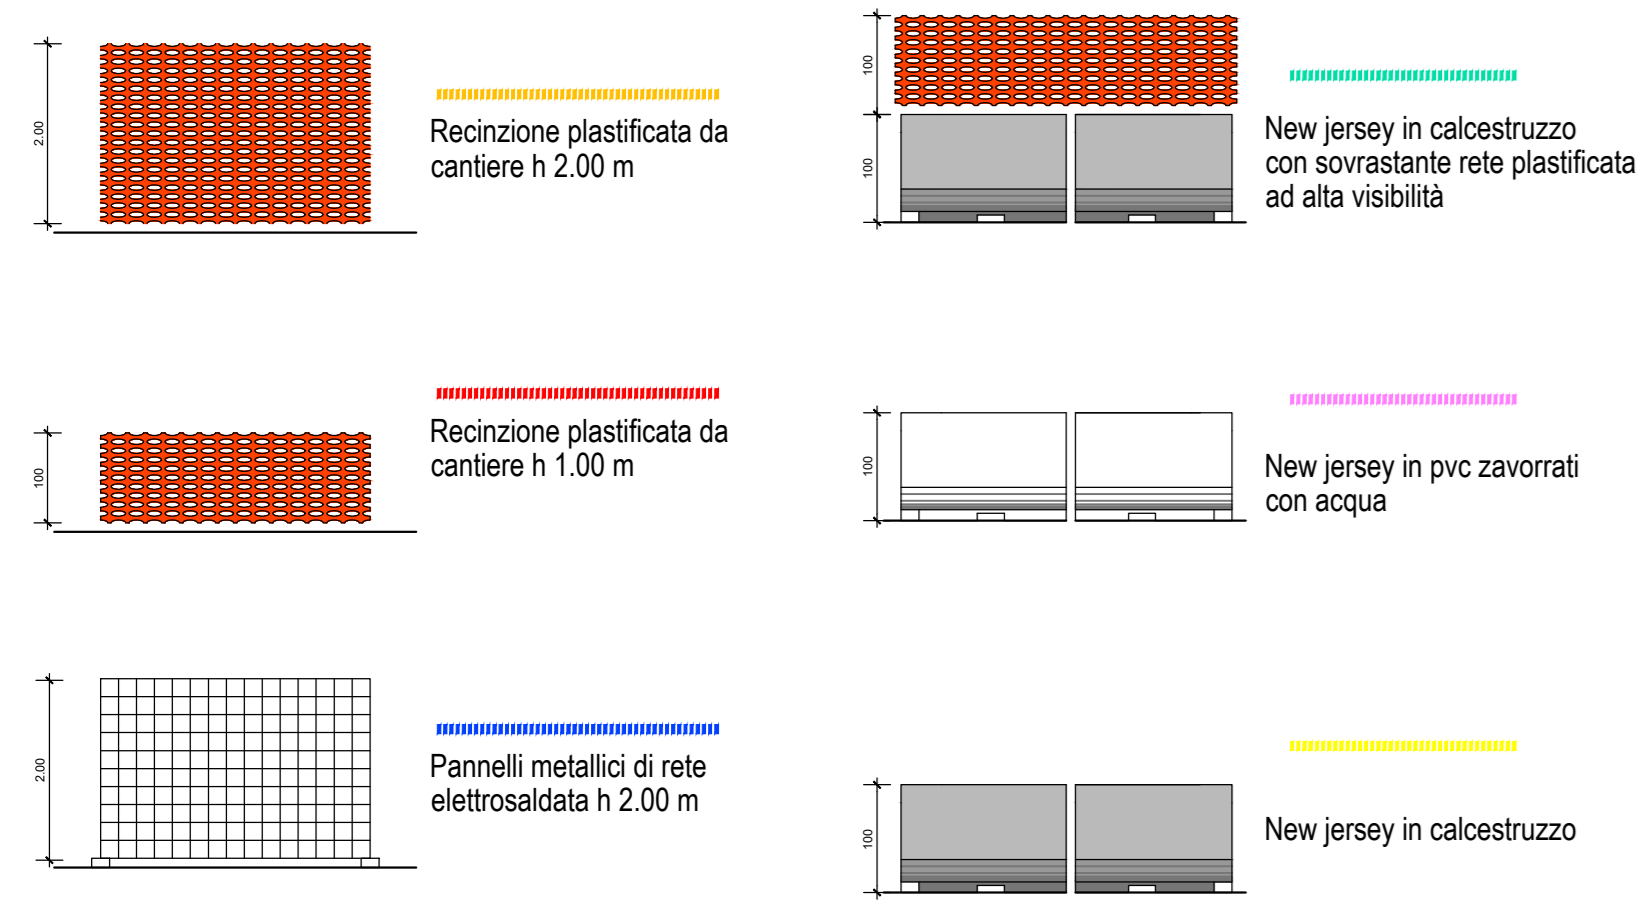 2.00
Recinzione plastificata da
cantiere h 2.00 m
100
Recinzione plastificata da
cantiere h 1.00 m
2.00
Pannelli metallici di rete
elettrosaldata h 2.00 m
100
100
New jersey in calcestruzzo
con sovrastante rete plastificata
ad alta visibilità
100
New jersey in pvc zavorrati
con acqua
100
New jersey in calcestruzzo